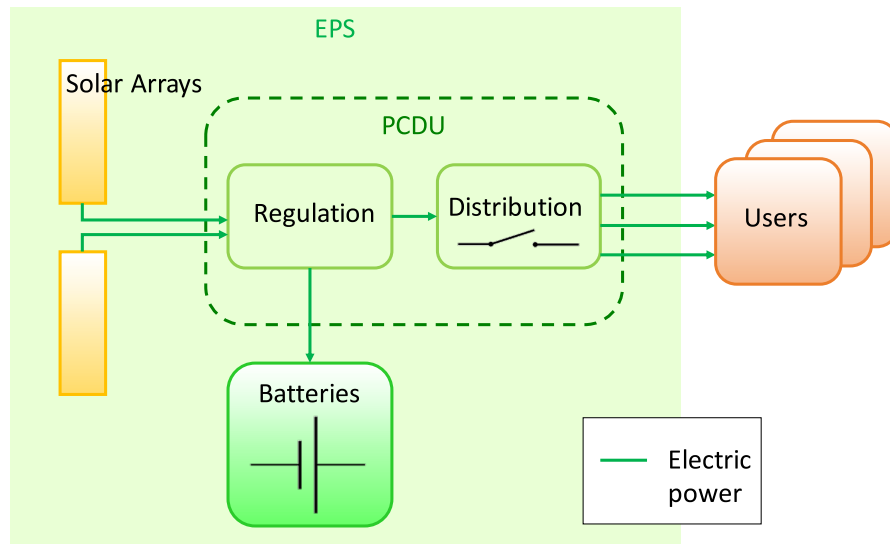 EPS
Solar Arrays
PCDU
Regulation
Distribution
Users
Batteries
Electric
power